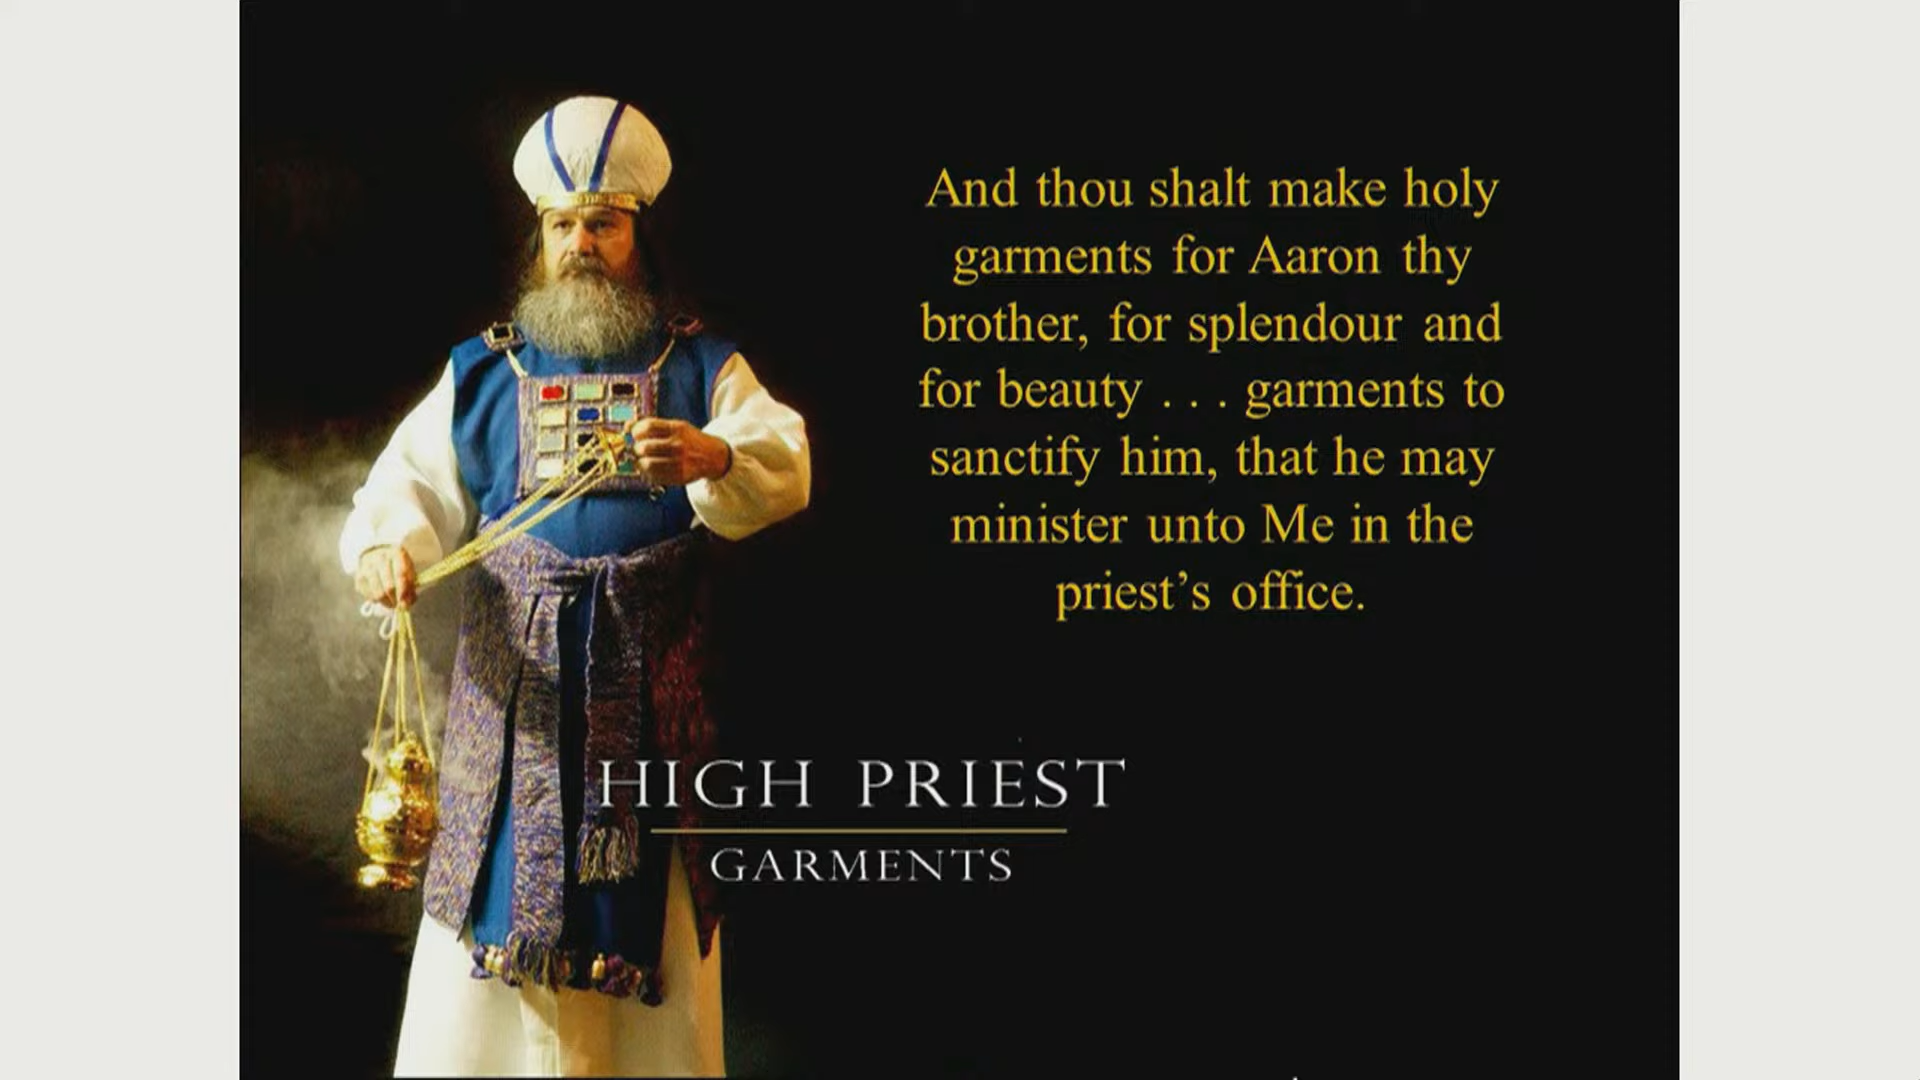 And thou shalt make holy
garments for Aaron thy
brother, for splendour and
for beauty . . . garments to
sanctify him, that he may
minister unto Me in the
priest’s office.
HIGH PRIEST
GARMENTS